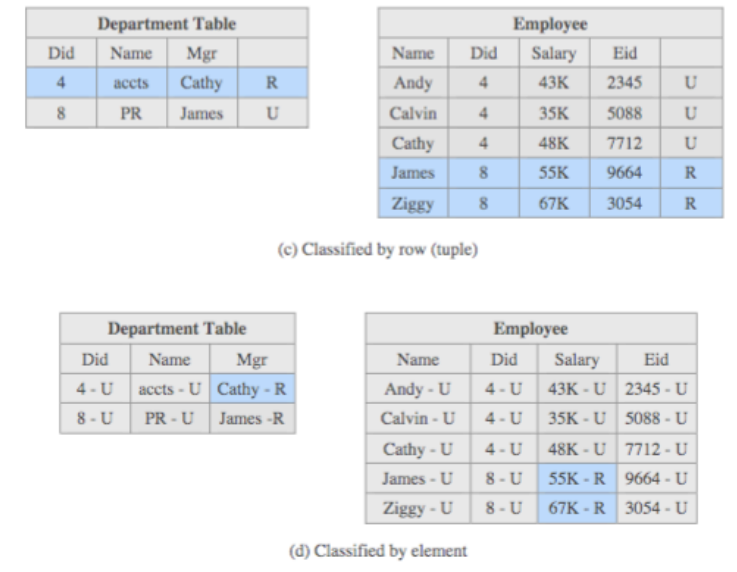 Department Table
Did Name Mgr
4 accts Cathy R
8 PR James U
Employee
Name Did Salary Eid
Andy 4 43K 2345 U
Calvin 4 35K 5088 U
Cathy 4 48K 7712 U
James 8 55K 9664 R
Ziggy 8 67K 3054 R
(c) Classified by row (tuple)
Department Table
Did Name Mgr
4 - U accts - U Cathy - R
8 - U PR - U James -R
Employee
Name Did Salary Eid
Andy - U 4 - U 43K - U 2345 - U
Calvin - U 4 - U 35K - U 5088 - U
Cathy - U 4 - U 48K - U 7712 - U
James - U 8 - U 55K - R 9664 - U
Ziggy - U 8 - U 67K - R 3054 - U
(d) Classified by element